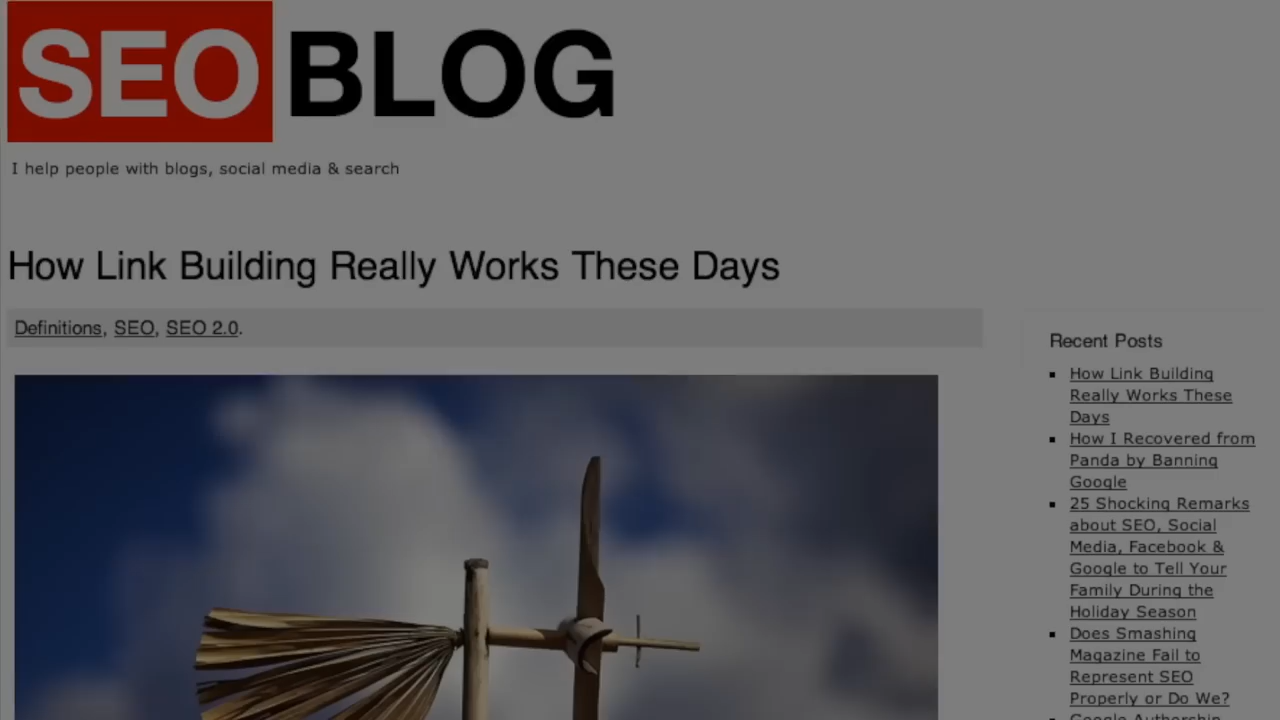 SEO BLOG
I help people with blogs, social media & search
How Link Building Really Works These Days
Definitions, SEO, SEO 2.0.
Recent Posts
How Link Building
Really Works These
Days
How I Recovered from
Panda by Banning
Google
25 Shocking Remarks
about SEO, Social
Media, Facebook &
Google to Tell Your
Family During the
Holiday Season
Does Smashing
Magazine Fail to
Represent SEO
Properly or Do We?
Google Authorship